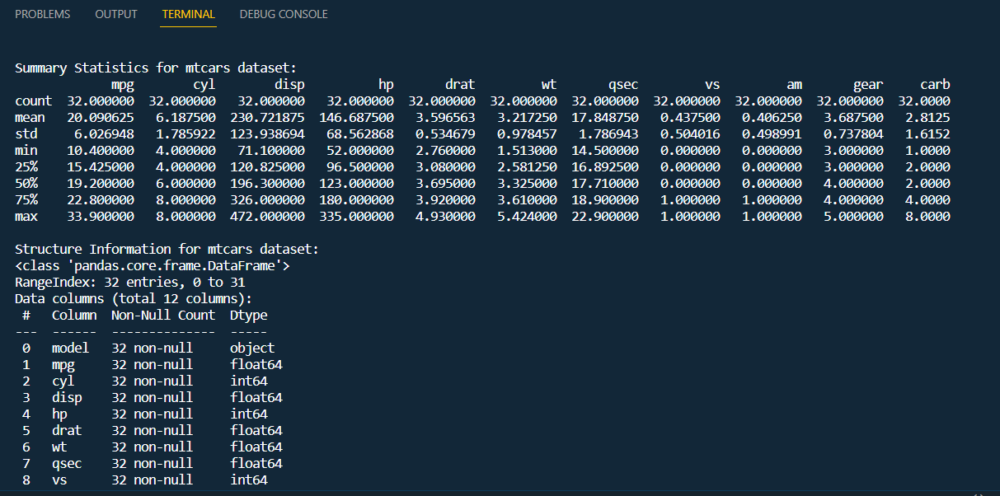 PROBLEMS OUTPUT TERMINAL DEBUG CONSOLE
Summary Statistics for mtcars dataset:
mpg cyl disp hp drat wt qsec vs am gear carb
count 32.000000 32.000000 32.000000 32.000000 32.000000 32.000000 32.000000 32.000000 32.000000 32.000000 32.0000
mean 20.090625 6.187500 230.721875 146.687500 3.596563 3.217250 17.848750 0.437500 0.406250 3.687500 2.8125
std 6.026948 1.785922 123.938694 68.562868 0.534679 0.978457 1.786943 0.504016 0.498991 0.737804 1.6152
min 10.400000 4.000000 71.100000 52.000000 2.760000 1.513000 14.500000 0.000000 0.000000 3.000000 1.0000
25% 15.425000 4.000000 120.825000 96.500000 3.080000 2.581250 16.892500 0.000000 0.000000 3.000000 2.0000
50% 19.200000 6.000000 196.300000 123.000000 3.695000 3.325000 17.710000 0.000000 0.000000 4.000000 2.0000
75% 22.800000 8.000000 326.000000 180.000000 3.920000 3.610000 18.900000 1.000000 1.000000 4.000000 4.0000
max 33.900000 8.000000 472.000000 335.000000 4.930000 5.424000 22.900000 1.000000 1.000000 5.000000 8.0000
Structure Information for mtcars dataset:
<class 'pandas.core.frame.DataFrame'>
RangeIndex: 32 entries, 0 to 31
Data columns (total 12 columns):
# Column Non-Null Count Dtype
--- ------ -------------- -----
0 model 32 non-null object
1 mpg 32 non-null float64
2 cyl 32 non-null int64
3 disp 32 non-null float64
4 hp 32 non-null int64
5 drat 32 non-null float64
6 wt 32 non-null float64
7 qsec 32 non-null float64
8 vs 32 non-null int64